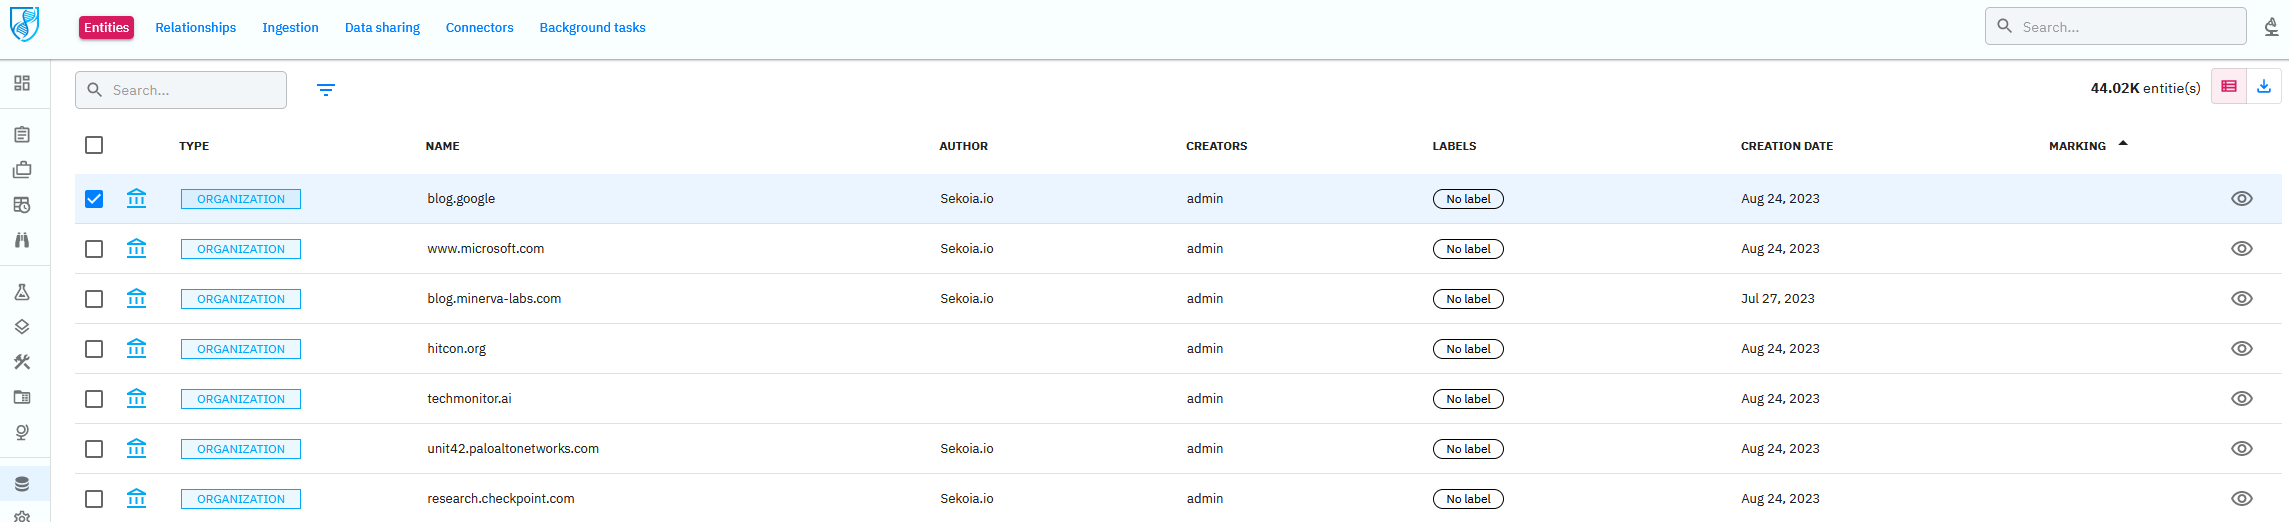 Entities Relationships Ingestion Data sharing Connectors Background tasks Search...
Search... 44.02K entitie(s)
TYPE NAME AUTHOR CREATORS LABELS CREATION DATE MARKING
ORGANIZATION blog.google Sekoia.io admin No label Aug 24, 2023
ORGANIZATION www.microsoft.com Sekoia.io admin No label Aug 24, 2023
ORGANIZATION blog.minerva-labs.com Sekoia.io admin No label Jul 27, 2023
ORGANIZATION hitcon.org admin No label Aug 24, 2023
ORGANIZATION techmonitor.ai admin No label Aug 24, 2023
ORGANIZATION unit42.paloaltonetworks.com Sekoia.io admin No label Aug 24, 2023
ORGANIZATION research.checkpoint.com Sekoia.io admin No label Aug 24, 2023